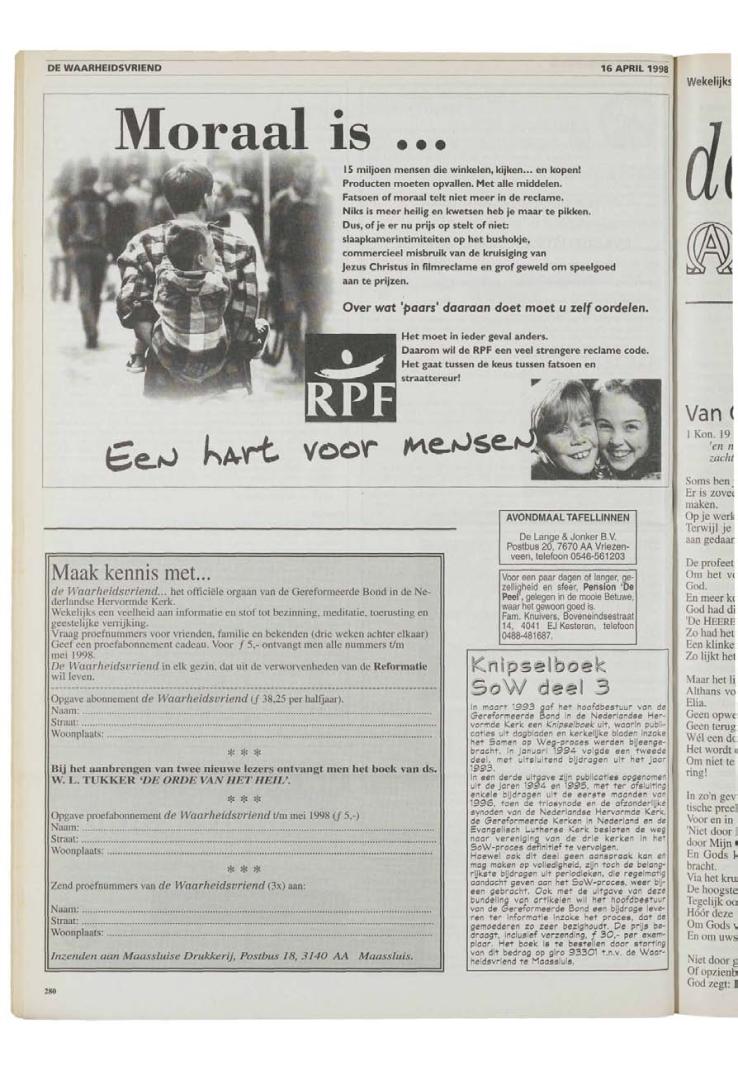 DE WAARHEIDSVRIEND
16 APRIL 1998
Moraal is ...
15 miljoen mensen die winkelen, kijken... en kopen!
Producten moeten opvallen. Met alle middelen.
Fatsoen of moraal telt niet meer in de reclame.
Niks is meer heilig en kwetsen heb je maar te pikken.
Dus, of je er nu prijs op stelt of niet:
slaapkamerintimiteiten op het bushokje,
commercieel misbruik van de kruisiging van
Jezus Christus in filmreclame en grof geweld om speelgoed
aan te prijzen.
Over wat 'paars' daaraan doet moet u zelf oordelen.
Het moet in ieder geval anders.
Daarom wil de RPF een veel strengere reclame code.
Het gaat tussen de keus tussen fatsoen en
straatterreur!
RPF
Een hart voor mensen
Maak kennis met...
de Waarheidsvriend... het officiële orgaan van de Gereformeerde Bond in de Ne-
derlandse Hervormde Kerk.
Wekelijks een veelheid aan informatie en stof tot bezinning, meditatie, toerusting en
geestelijke verrijking.
Vraag proefnummers voor vrienden, familie en bekenden (drie weken achter elkaar)
Geef een proefabonnement cadeau. Voor ƒ 5,- ontvangt men alle nummers t/m
mei 1998.
De Waarheidsvriend in elk gezin, dat uit de verworvenheden van de Reformatie
wil leven.
Opgave abonnement de Waarheidsvriend (ƒ 38,25 per halfjaar).
Naam:
Straat:
Woonplaats:
* * *
Bij het aanbrengen van twee nieuwe lezers ontvangt men het boek van ds.
W. L. TUKKER 'DE ORDE VAN HET HEIL'.
* * *
Opgave proefabonnement de Waarheidsvriend t/m mei 1998 (ƒ 5,-)
Naam:
Straat:
Woonplaats:
* * *
Zend proefnummers van de Waarheidsvriend (3x) aan:
Naam:
Straat:
Woonplaats:
Inzenden aan Maassluise Drukkerij, Postbus 18, 3140 AA Maassluis.
280
AVONDMAAL TAFELLINNEN
De Lange & Jonker B.V.
Postbus 20, 7670 AA Vriezen-
veen, telefoon 0546-561203
Voor een paar dagen of langer, ge-
zelligheid en sfeer, Pension 'De
Peel', gelegen in de mooie Betuwe,
waar het gewoon goed is.
Fam. Knuivers, Boveneindsestraat
14, 4041 EJ Kesteren, telefoon
0488-481687.
Knipselboek
SoW deel 3
In maart 1993 gaf het hoofdbestuur van de
Gereformeerde Bond in de Nederlandse Her-
vormde Kerk een Knipselboek uit, waarin publi-
caties uit dagbladen en kerkelijke bladen inzake
het Samen op Weg-proces werden bijeenge-
bracht. In januari 1994 volgde een tweede
deel, met uitsluitend bijdragen uit het jaar
1993.
In een derde uitgave zijn publicaties opgenomen
uit de jaren 1994 en 1995, met ter afsluiting
enkele bijdragen uit de eerste maanden van
1996, toen de triosynode en de afzonderlijke
synoden van de Nederlandse Hervormde Kerk,
de Gereformeerde Kerken in Nederland en de
Evangelisch Lutherse Kerk besloten de weg
naar vereniging van de drie kerken in het
SoW-proces definitief te vervolgen.
Hoewel ook dit deel geen aanspraak kan en
mag maken op volledigheid, zijn toch de belang-
rijkste bijdragen uit periodieken, die regelmatig
aandacht geven aan het SoW-proces, weer bij-
een gebracht. Ook met de uitgave van deze
bundeling van artikelen wil het hoofdbestuur
van de Gereformeerde Bond een bijdrage leve-
ren ter informatie inzake het proces, dat de
gemoederen zo zeer bezighoudt. De prijs be-
draagt, inclusief verzending, ƒ 30,- per exem-
plaar. Het boek is te bestellen door storting
van dit bedrag op giro 93301 t.n.v. de Waar-
heidsvriend te Maassluis.
Wekelijks
de
Van
1 Kon. 19
'en n
zacht
Soms ben
Er is zovee
maken.
Op je werk
Terwijl je
aan gedaar
De profeet
Om het vo
God.
En meer ko
God had di
'De HEERE
Zo had het
Een klinke
Zo lijkt het
Maar het li
Althans vo
Elia.
Geen opwe
Geen terug
Wél een do
Het wordt
Om niet te
ring!
In zo'n gev
tische preel
Voor en in
'Niet door
door Mijn
En Gods
bracht.
Via het kru
De hoogste
Tegelijk oo
Hóór deze
Om Gods
En om uws
Niet door g
Of opzienb
God zegt: